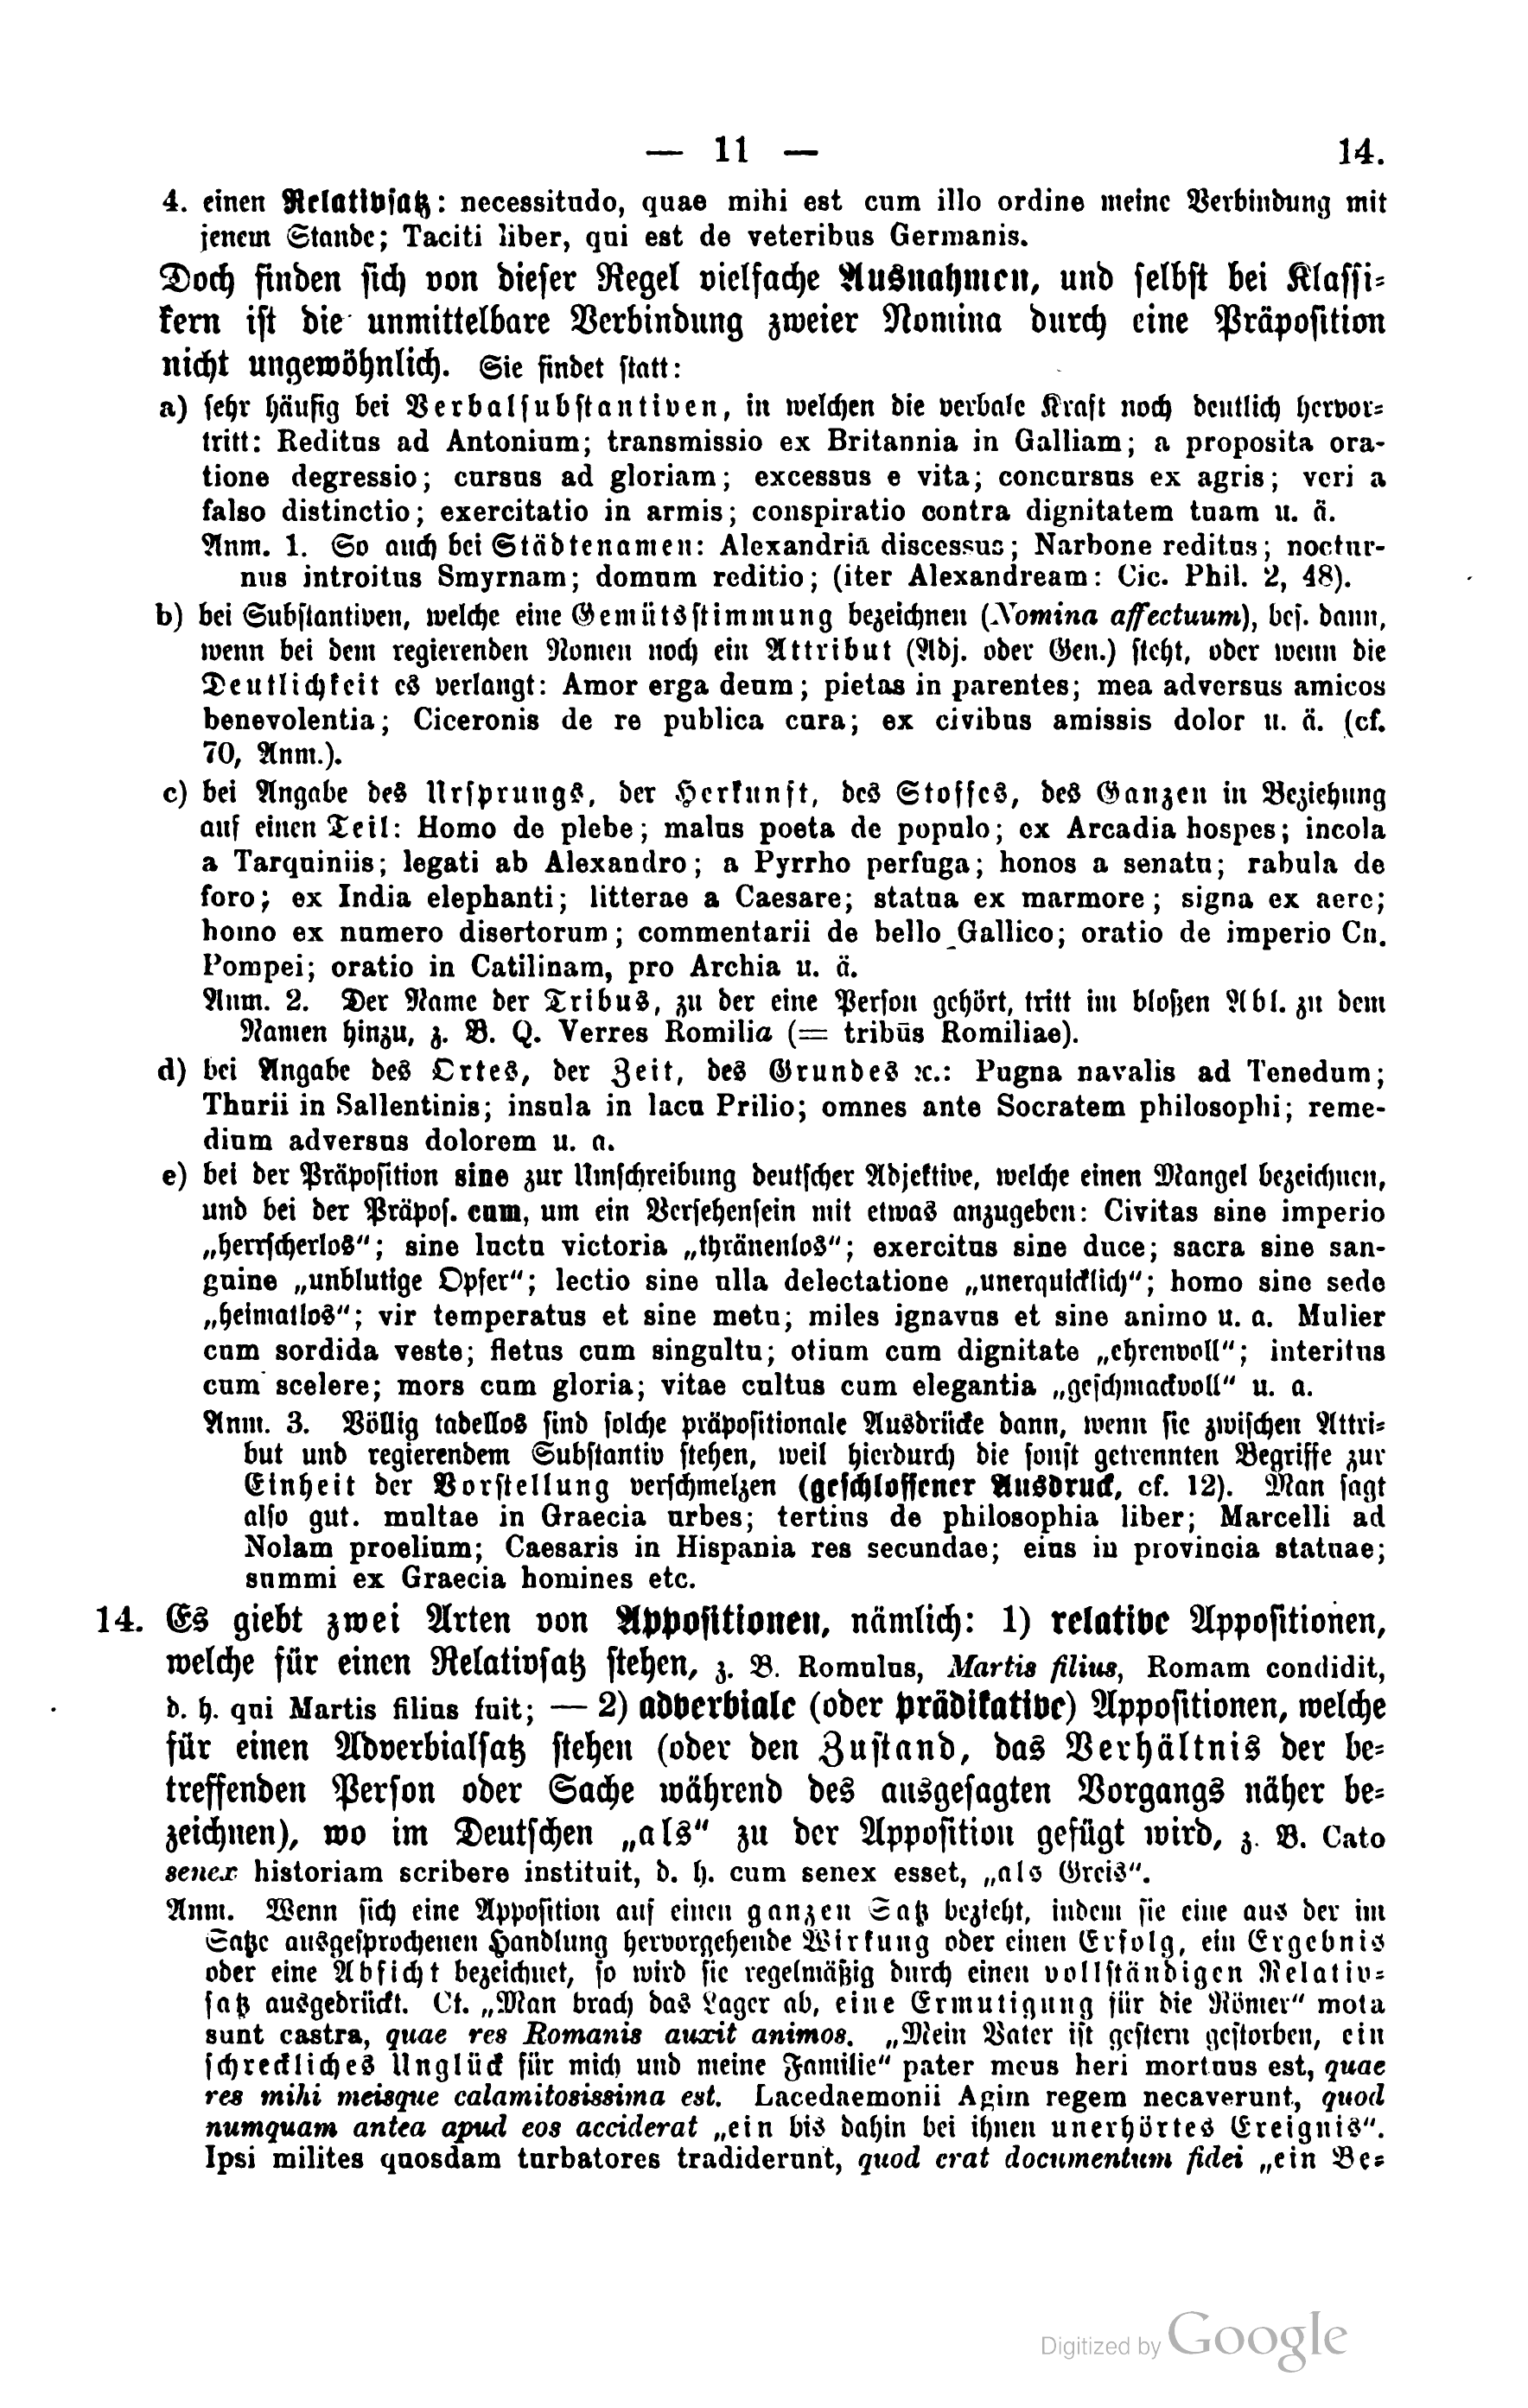 — 11 — 14.
4. einen Relativsatz: necessitudo, quae mihi est cum illo ordine meine Verbindung mit
jenem Stande; Taciti liber, qui est de veteribus Germanis.
Doch finden sich von dieser Regel vielfache Ausnahmen, und selbst bei Klassi-
kern ist die unmittelbare Verbindung zweier Nomina durch eine Präposition
nicht ungewöhnlich. Sie findet statt:
a) sehr häufig bei Verbalsubstantiven, in welchen die verbale Kraft noch deutlich hervor-
tritt: Reditus ad Antonium; transmissio ex Britannia in Galliam; a proposita ora-
tione degressio; cursus ad gloriam; excessus e vita; concursus ex agris; veri a
falso distinctio; exercitatio in armis; conspiratio contra dignitatem tuam u. ä.
Anm. 1. So auch bei Städtenamen: Alexandriā discessus; Narbone reditus; noctur-
nus introitus Smyrnam; domum reditio; (iter Alexandream: Cic. Phil. 2, 48).
b) bei Substantiven, welche eine Gemütsstimmung bezeichnen (Nomina affectuum), bes. dann,
wenn bei dem regierenden Nomen noch ein Attribut (Adj. oder Gen.) steht, oder wenn die
Deutlichkeit es verlangt: Amor erga deum; pietas in parentes; mea adversus amicos
benevolentia; Ciceronis de re publica cura; ex civibus amissis dolor u. ä. (cf.
70, Anm.).
c) bei Angabe des Ursprungs, der Herkunft, des Stoffes, des Ganzen in Beziehung
auf einen Teil: Homo de plebe; malus poeta de populo; ex Arcadia hospes; incola
a Tarquiniis; legati ab Alexandro; a Pyrrho perfuga; honos a senatu; rabula de
foro; ex India elephanti; litterae a Caesare; statua ex marmore; signa ex aere;
homo ex numero disertorum; commentarii de bello Gallico; oratio de imperio Cn.
Pompei; oratio in Catilinam, pro Archia u. ä.
Anm. 2. Der Name der Tribus, zu der eine Person gehört, tritt im bloßen Abl. zu dem
Namen hinzu, z. B. Q. Verres Romilia (= tribūs Romiliae).
d) bei Angabe des Ortes, der Zeit, des Grundes ꝛc.: Pugna navalis ad Tenedum;
Thurii in Sallentinis; insula in lacu Prilio; omnes ante Socratem philosophi; reme-
dium adversus dolorem u. a.
e) bei der Präposition sine zur Umschreibung deutscher Adjektive, welche einen Mangel bezeichnen,
und bei der Präpos. cum, um ein Versehensein mit etwas anzugeben: Civitas sine imperio
„herrscherlos"; sine luctu victoria „thränenlos"; exercitus sine duce; sacra sine san-
guine „unblutige Opfer"; lectio sine ulla delectatione „unerquicklich"; homo sine sede
„heimatlos"; vir temperatus et sine metu; miles ignavus et sine animo u. a. Mulier
cum sordida veste; fletus cum singultu; otium cum dignitate „ehrenvoll"; interitus
cum scelere; mors cum gloria; vitae cultus cum elegantia „geschmackvoll" u. a.
Anm. 3. Völlig tadellos sind solche präpositionale Ausdrücke dann, wenn sie zwischen Attri-
but und regierendem Substantiv stehen, weil hierdurch die sonst getrennten Begriffe zur
Einheit der Vorstellung verschmelzen (geschlossener Ausdruck, cf. 12). Man sagt
also gut. multae in Graecia urbes; tertius de philosophia liber; Marcelli ad
Nolam proelium; Caesaris in Hispania res secundae; eius in provincia statuae;
summi ex Graecia homines etc.
14. Es giebt zwei Arten von Appositionen, nämlich: 1) relative Appositionen,
welche für einen Relativsatz stehen, z. B. Romulus, Martis filius, Romam condidit,
d. h. qui Martis filius fuit; — 2) adverbiale (oder prädikative) Appositionen, welche
für einen Adverbialsatz stehen (oder den Zustand, das Verhältnis der be-
treffenden Person oder Sache während des ausgesagten Vorgangs näher be-
zeichnen), wo im Deutschen „als" zu der Apposition gefügt wird, z. B. Cato
senex historiam scribere instituit, d. h. cum senex esset, „als Greis".
Anm. Wenn sich eine Apposition auf einen ganzen Satz bezieht, indem sie eine aus der im
Satze ausgesprochenen Handlung hervorgehende Wirkung oder einen Erfolg, ein Ergebnis
oder eine Absicht bezeichnet, so wird sie regelmäßig durch einen vollständigen Relativ-
satz ausgedrückt. Cf. „Man brach das Lager ab, eine Ermutigung für die Römer" mota
sunt castra, quae res Romanis auxit animos. „Mein Vater ist gestern gestorben, ein
schreckliches Unglück für mich und meine Familie" pater meus heri mortuus est, quae
res mihi meisque calamitosissima est. Lacedaemonii Agim regem necaverunt, quod
numquam antea apud eos acciderat „ein bis dahin bei ihnen unerhörtes Ereignis".
Ipsi milites quosdam turbatores tradiderunt, quod erat documentum fidei „ein Be-
Digitized by Google